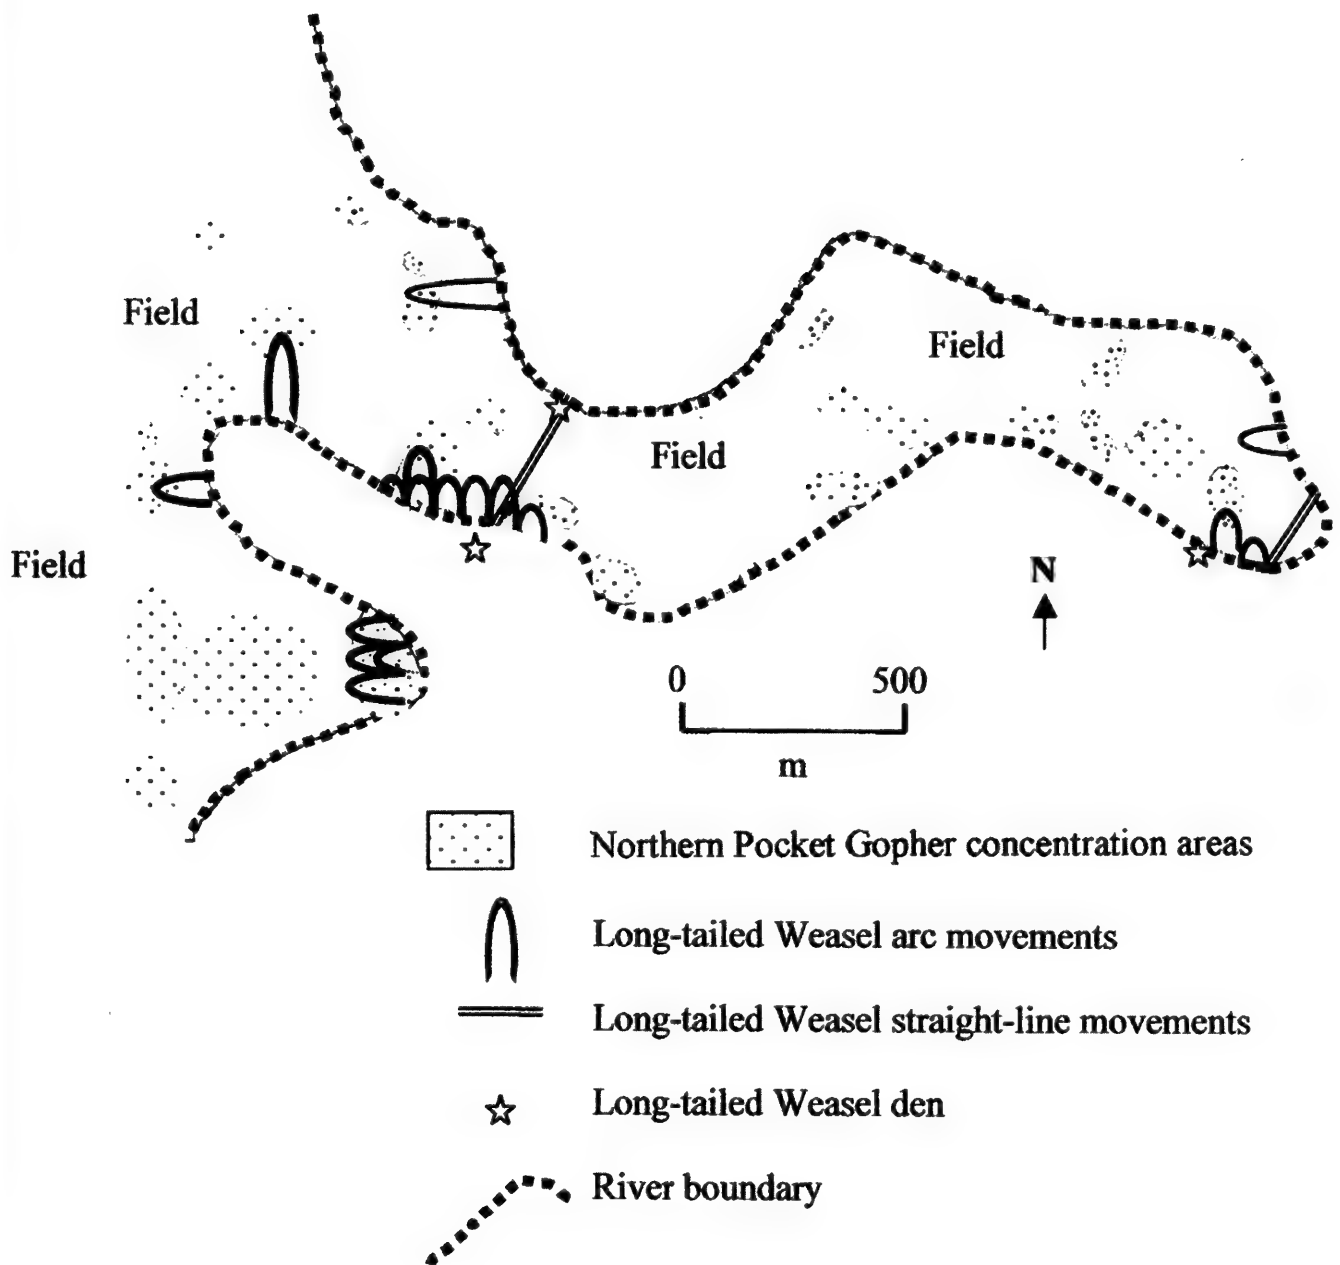 Field
Field
Field
Field
N
0 500
m
Northern Pocket Gopher concentration areas
Long-tailed Weasel arc movements
Long-tailed Weasel straight-line movements
Long-tailed Weasel den
River boundary